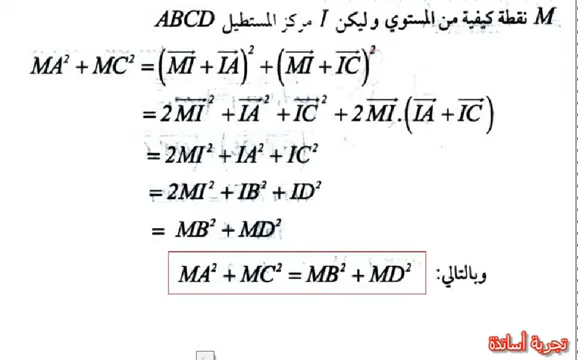 M نقطة كيفية من المستوي وليكن I مركز المستطيل ABCD
MA² + MC² = (MI⃗ + IA⃗)² + (MI⃗ + IC⃗)²
= 2MI⃗² + IA⃗² + IC⃗² + 2MI⃗.(IA⃗ + IC⃗)
= 2MI² + IA² + IC²
= 2MI² + IB² + ID²
= MB² + MD²
وبالتالي: MA² + MC² = MB² + MD²
تجربة أساتذة